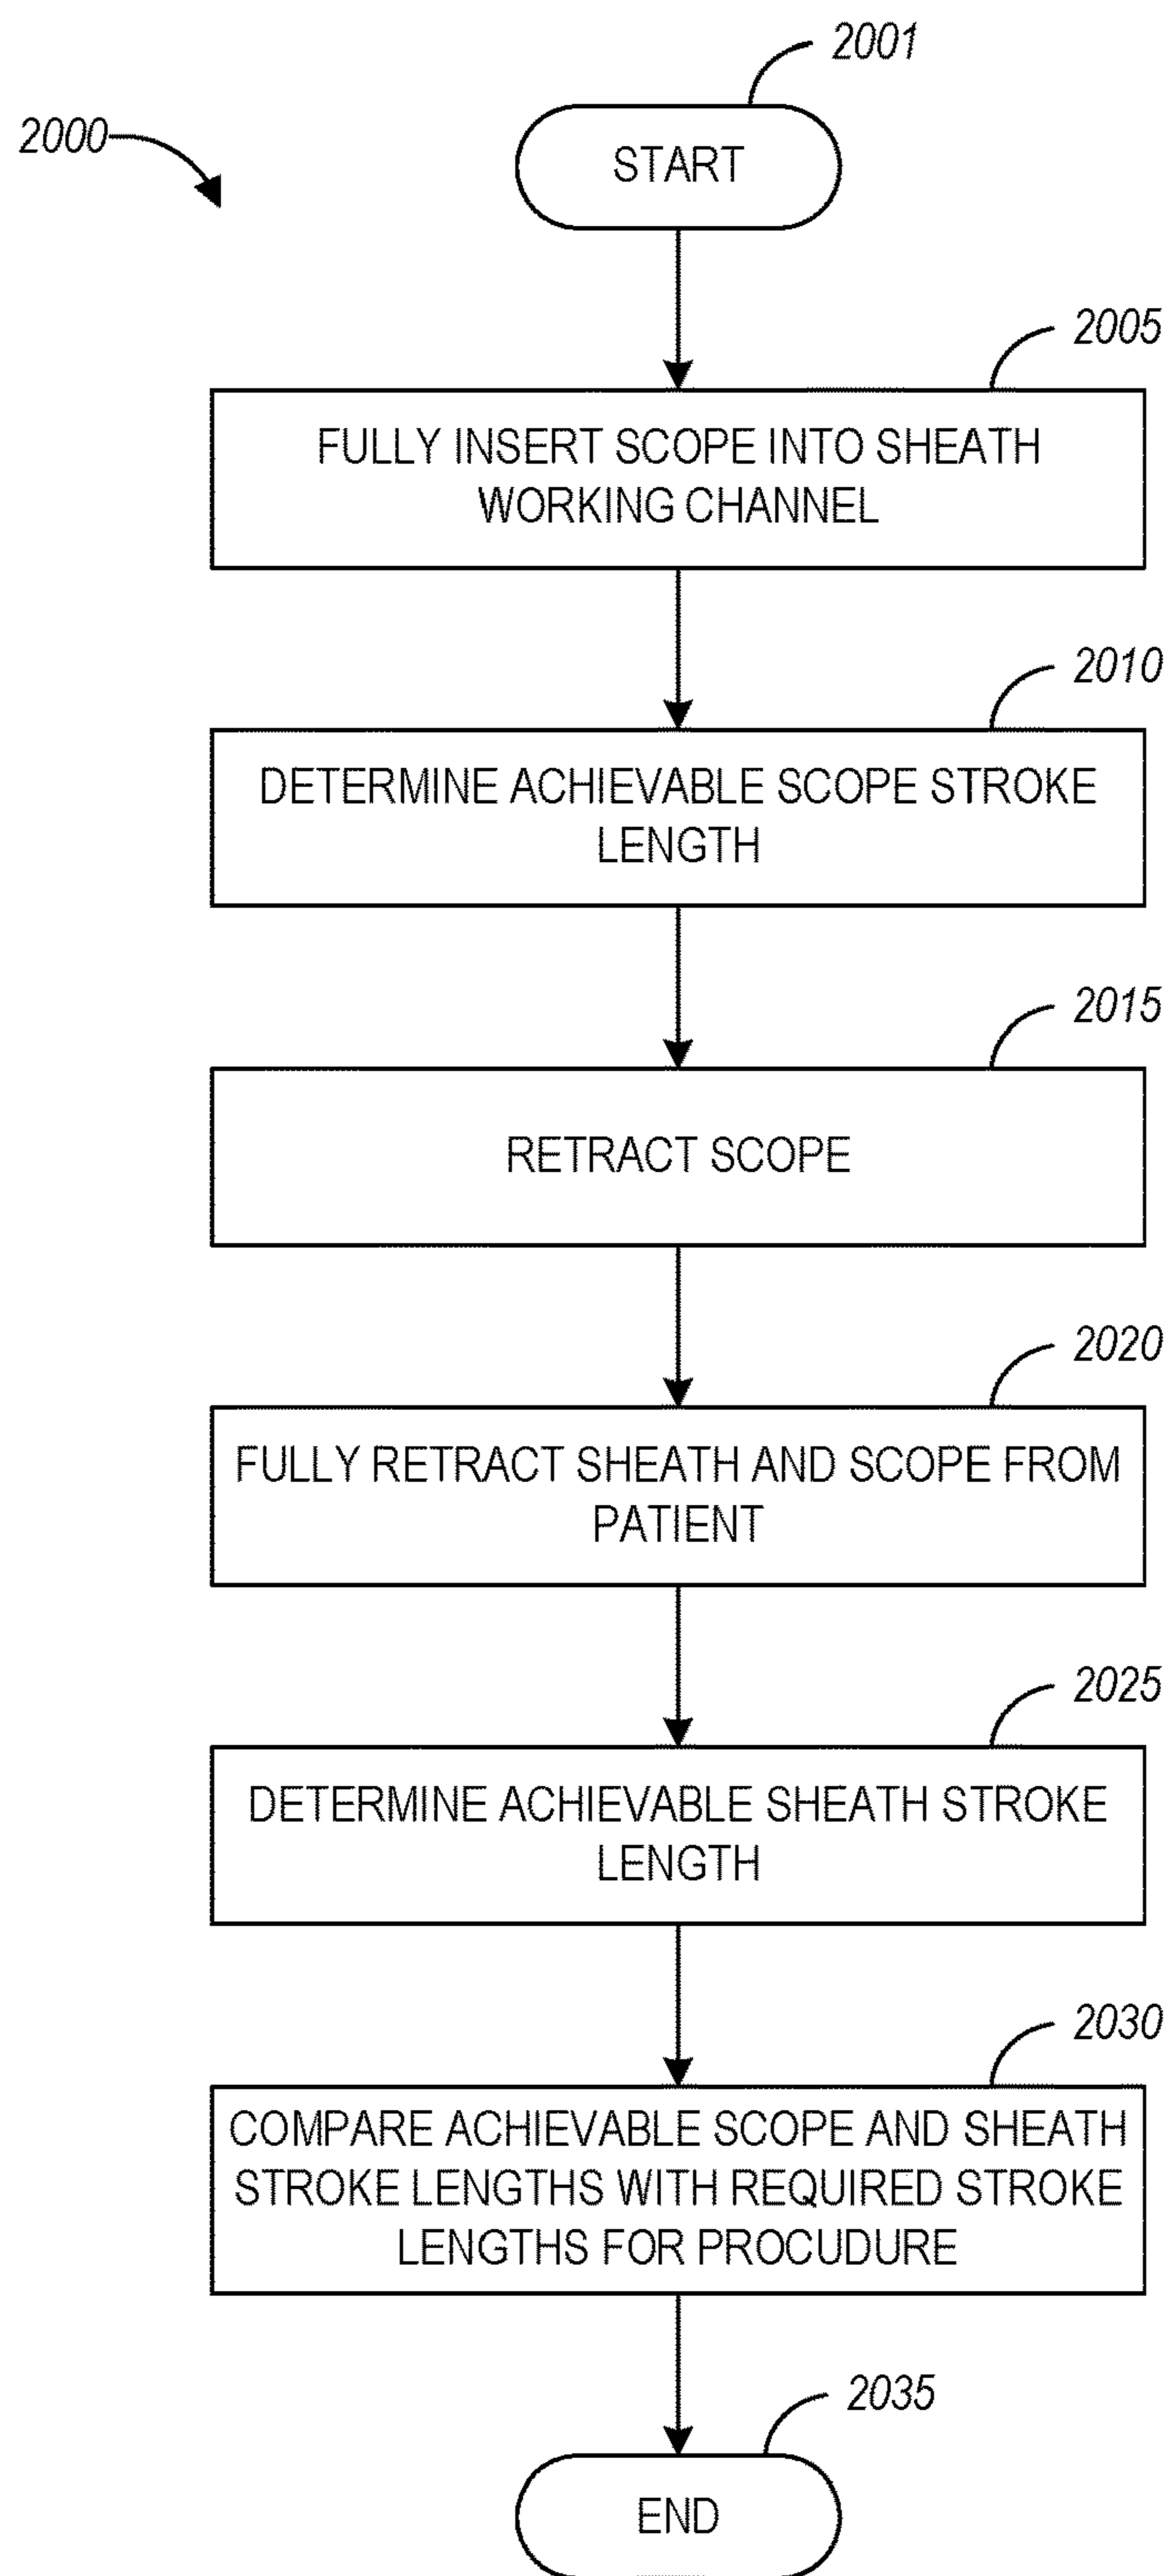 2001
2000
START
2005
FULLY INSERT SCOPE INTO SHEATH
WORKING CHANNEL
2010
DETERMINE ACHIEVABLE SCOPE STROKE
LENGTH
2015
RETRACT SCOPE
2020
FULLY RETRACT SHEATH AND SCOPE FROM
PATIENT
2025
DETERMINE ACHIEVABLE SHEATH STROKE
LENGTH
2030
COMPARE ACHIEVABLE SCOPE AND SHEATH
STROKE LENGTHS WITH REQUIRED STROKE
LENGTHS FOR PROCUDURE
2035
END